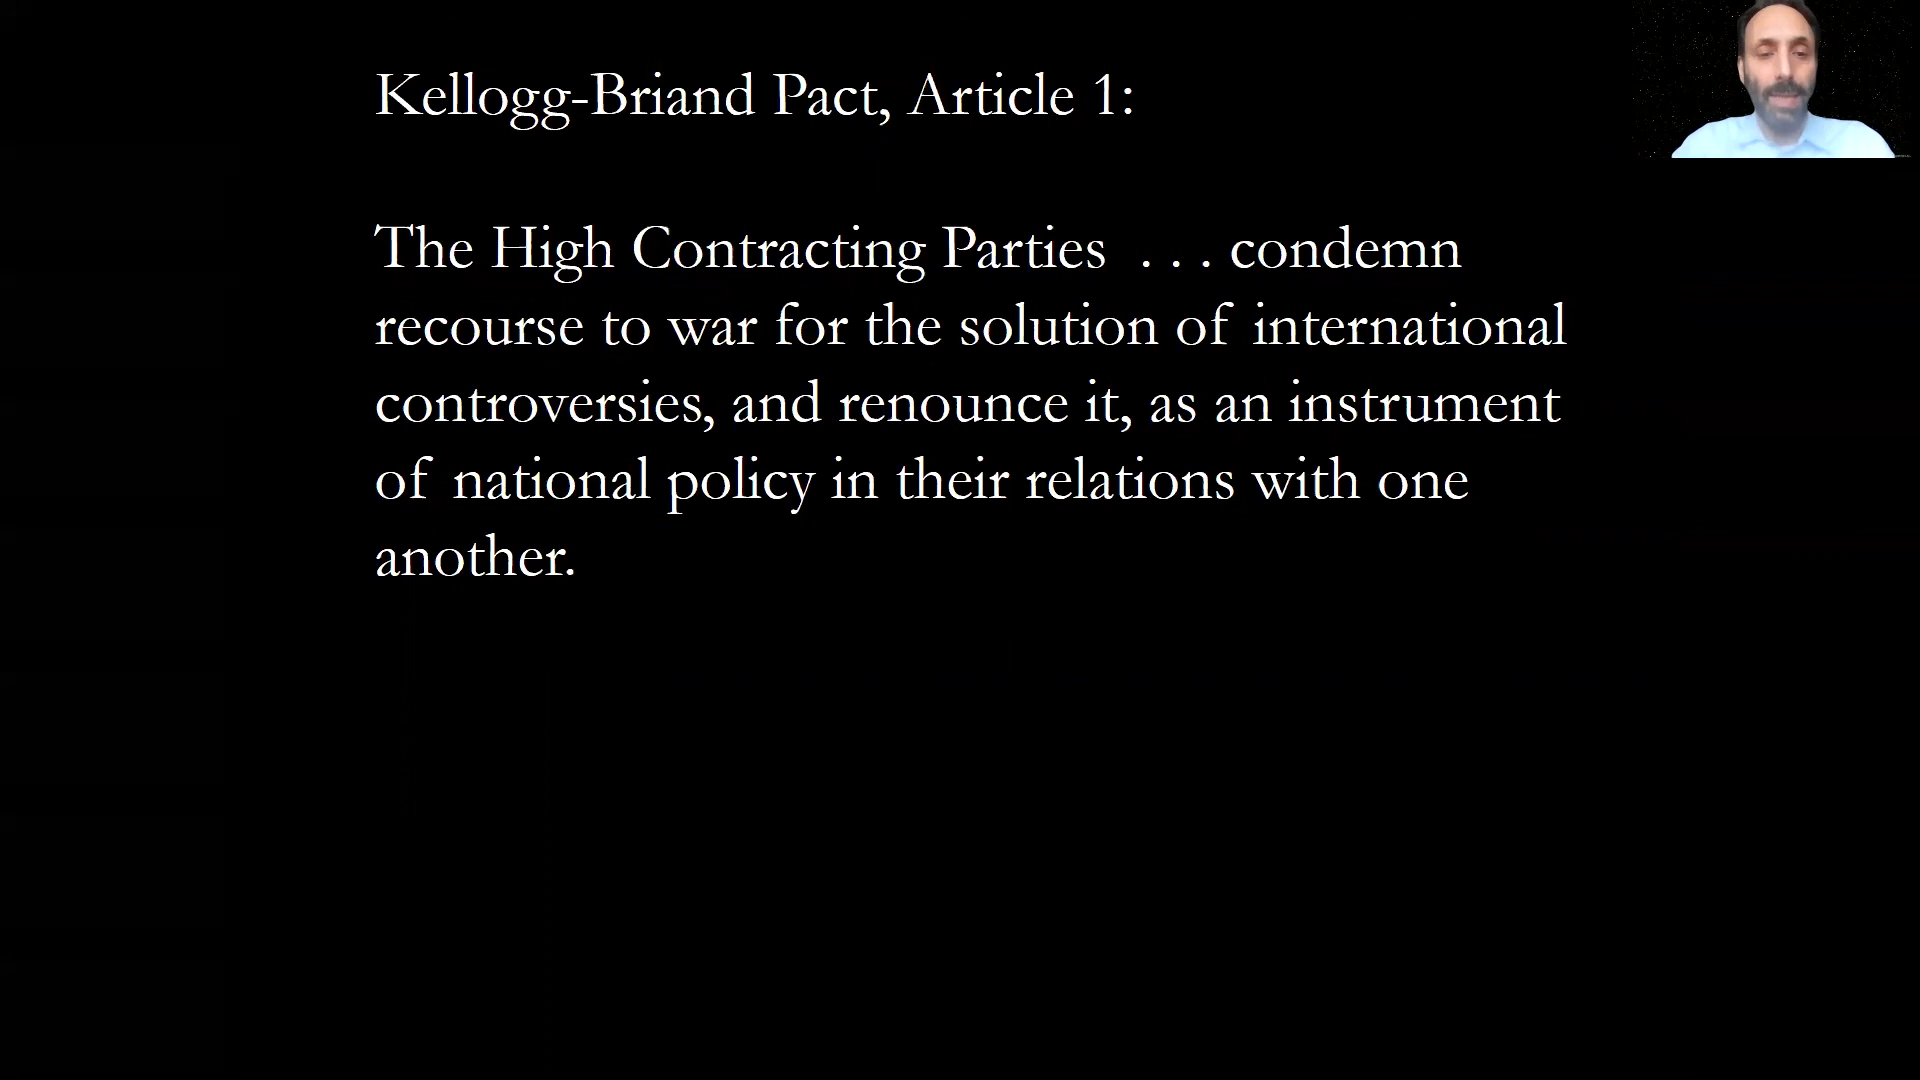 Kellogg-Briand Pact, Article 1:
The High Contracting Parties . . . condemn
recourse to war for the solution of international
controversies, and renounce it, as an instrument
of national policy in their relations with one
another.